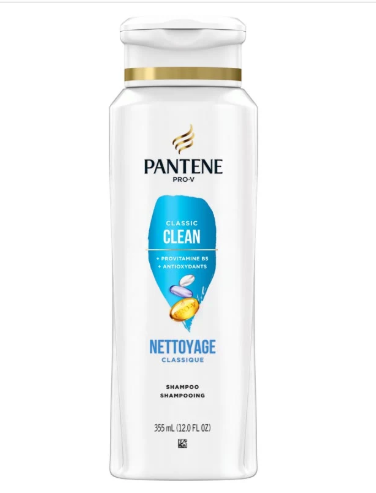 PANTENE
PRO-V
CLASSIC
CLEAN
+ PROVITAMINE B5
+ ANTIOXYDANTS
NETTOYAGE
CLASSIQUE
SHAMPOO
SHAMPOOING
355 mL (12.0 FL OZ)